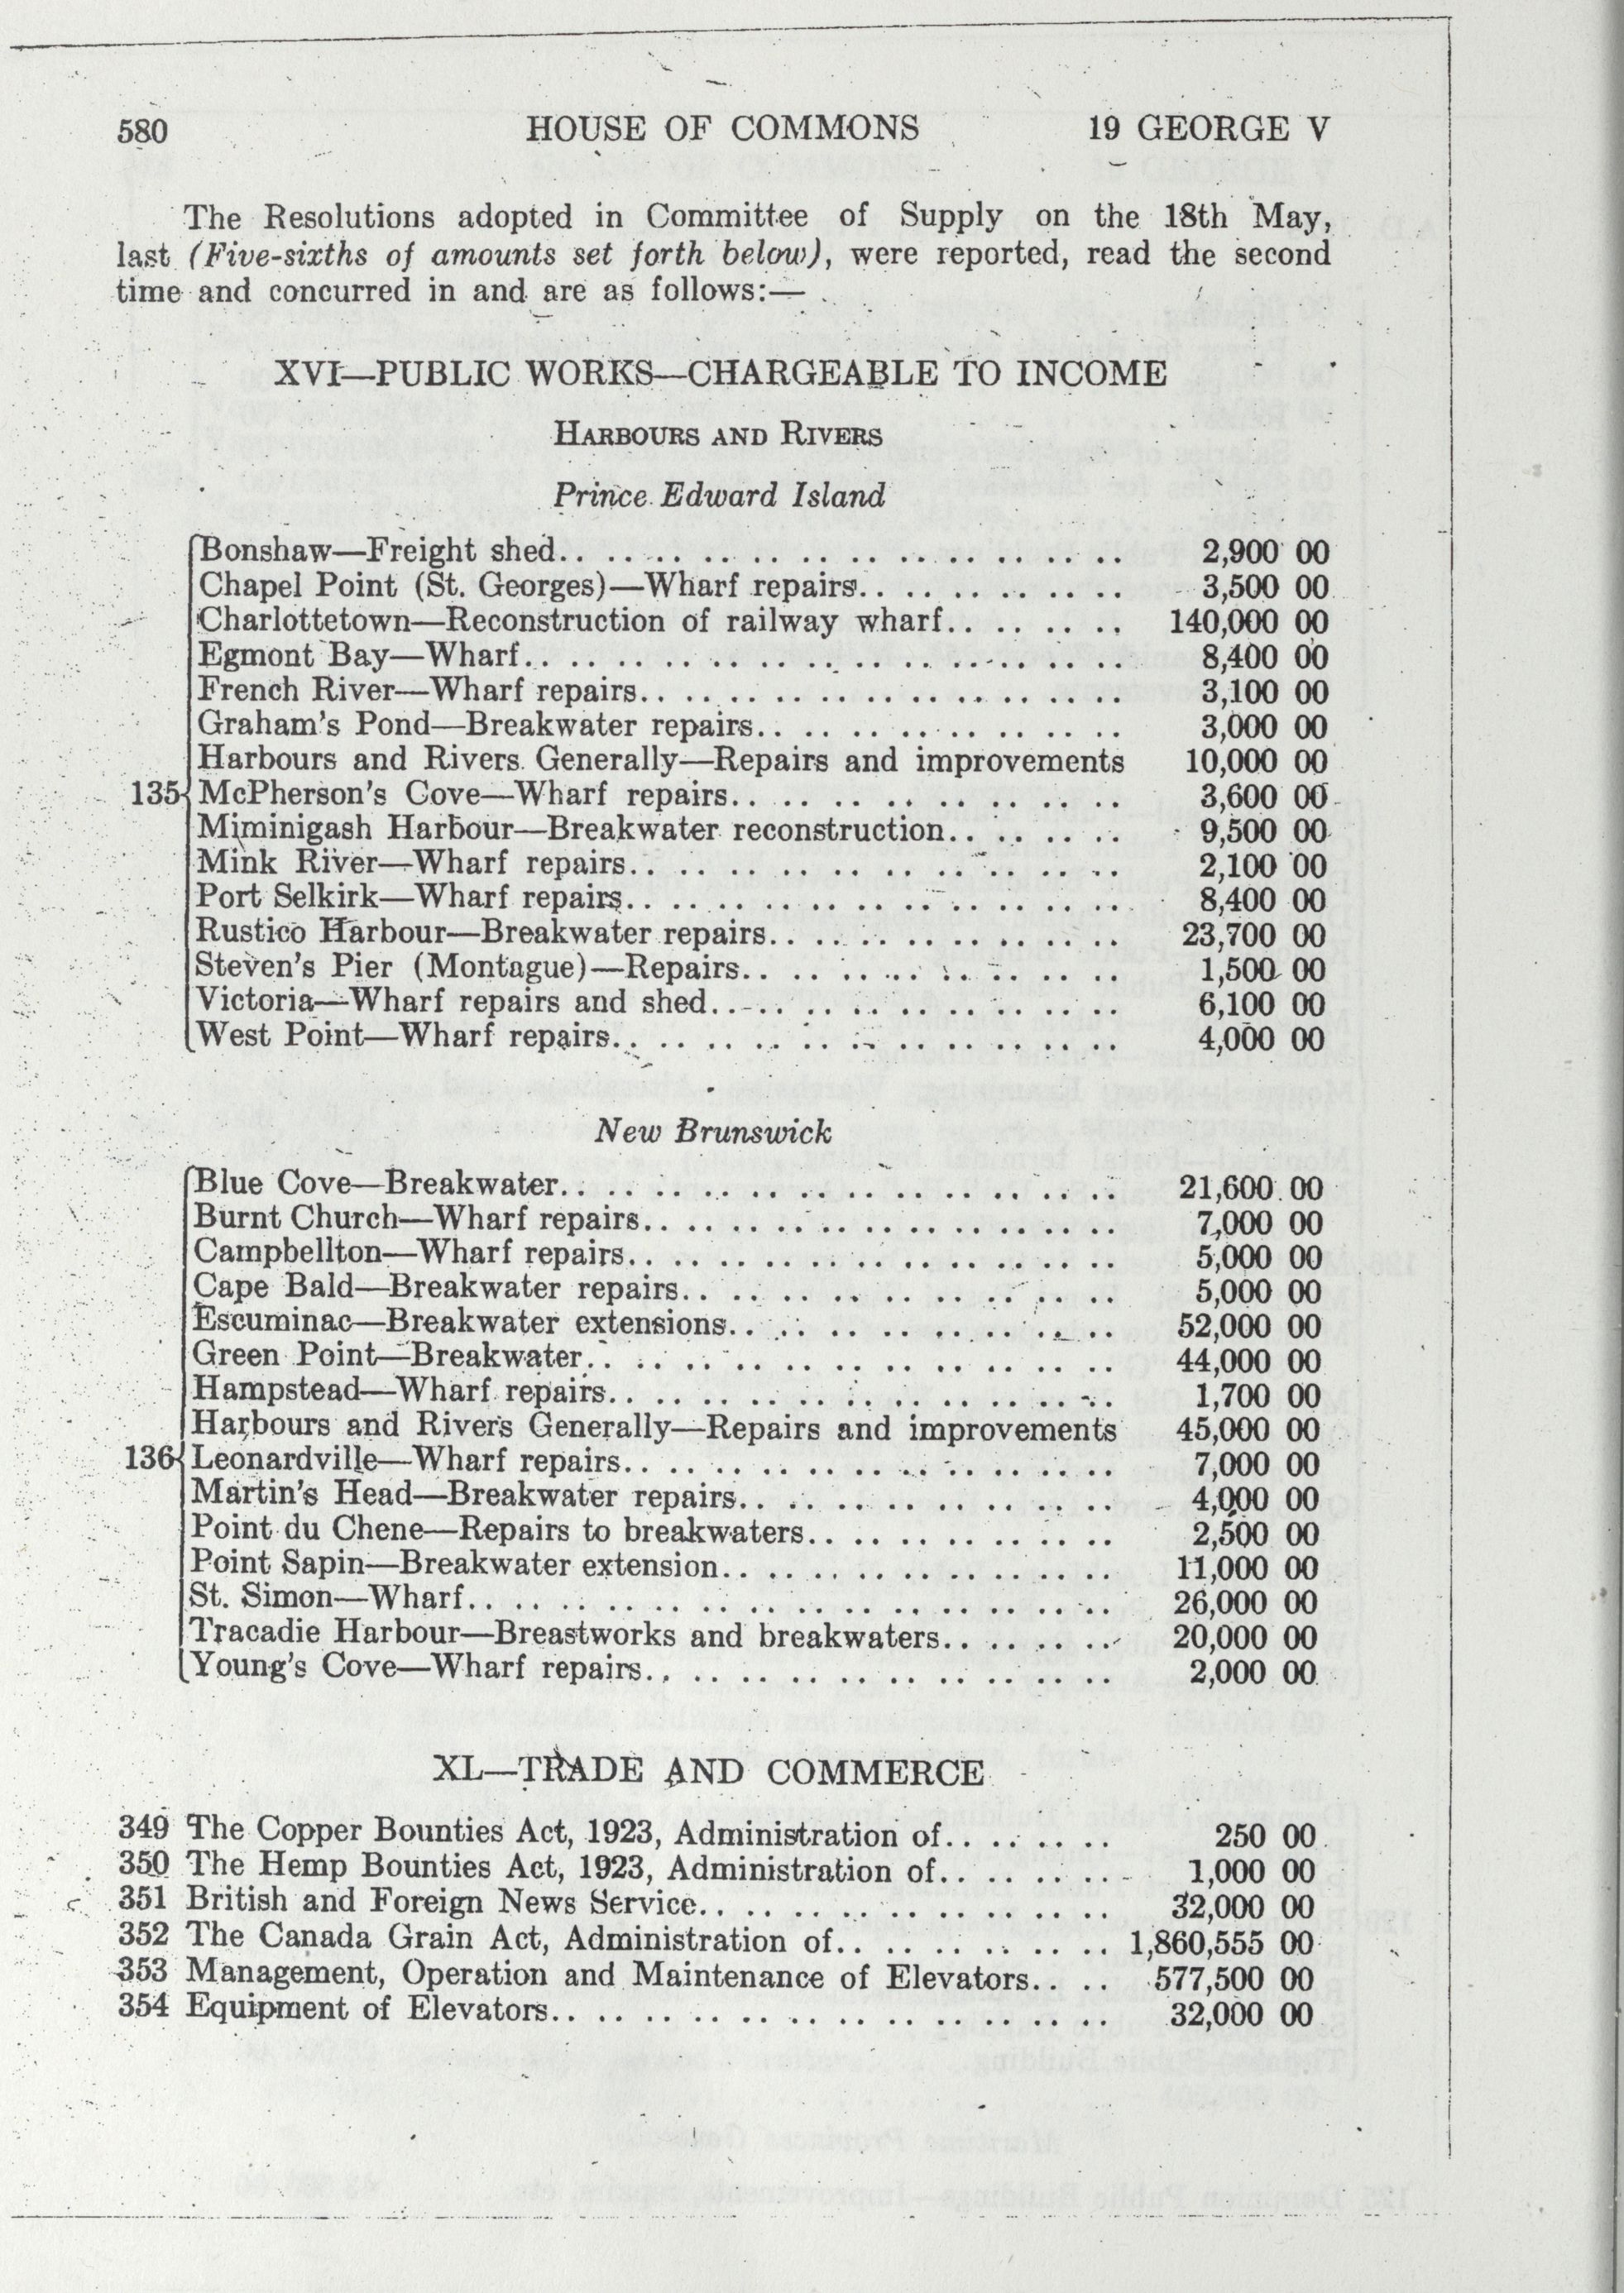 580 HOUSE OF COMMONS 19 GEORGE V
The Resolutions adopted in Committee of Supply on the 18th May,
last (Five-sixths of amounts set forth below), were reported, read the second
time and concurred in and are as follows:—
XVI—PUBLIC WORKS—CHARGEABLE TO INCOME
HARBOURS AND RIVERS
Prince Edward Island
Bonshaw—Freight shed.. .. .. .. .. .. .. .. .. .. .. .. .. .. .. .. .. .. 2,900 00
Chapel Point (St. Georges)—Wharf repairs.. .. .. .. .. .. .. .. .. 3,500 00
Charlottetown—Reconstruction of railway wharf.. .. .. .. .. .. 140,000 00
Egmont Bay—Wharf.. .. .. .. .. .. .. .. .. .. .. .. .. .. .. .. .. .. .. 8,400 00
French River—Wharf repairs.. .. .. .. .. .. .. .. .. .. .. .. .. .. .. 3,100 00
Graham's Pond—Breakwater repairs.. .. .. .. .. .. .. .. .. .. .. .. 3,000 00
Harbours and Rivers Generally—Repairs and improvements 10,000 00
135 McPherson's Cove—Wharf repairs.. .. .. .. .. .. .. .. .. .. .. .. .. 3,600 00
Miminigash Harbour—Breakwater reconstruction.. .. .. .. .. .. 9,500 00
Mink River—Wharf repairs.. .. .. .. .. .. .. .. .. .. .. .. .. .. .. .. 2,100 00
Port Selkirk—Wharf repairs.. .. .. .. .. .. .. .. .. .. .. .. .. .. .. .. 8,400 00
Rustico Harbour—Breakwater repairs.. .. .. .. .. .. .. .. .. .. .. .. 23,700 00
Steven's Pier (Montague)—Repairs.. .. .. .. .. .. .. .. .. .. .. .. .. 1,500 00
Victoria—Wharf repairs and shed.. .. .. .. .. .. .. .. .. .. .. .. .. .. 6,100 00
West Point—Wharf repairs.. .. .. .. .. .. .. .. .. .. .. .. .. .. .. .. 4,000 00
New Brunswick
Blue Cove—Breakwater.. .. .. .. .. .. .. .. .. .. .. .. .. .. .. .. .. .. 21,600 00
Burnt Church—Wharf repairs.. .. .. .. .. .. .. .. .. .. .. .. .. .. .. 7,000 00
Campbellton—Wharf repairs.. .. .. .. .. .. .. .. .. .. .. .. .. .. .. .. 5,000 00
Cape Bald—Breakwater repairs.. .. .. .. .. .. .. .. .. .. .. .. .. .. 5,000 00
Escuminac—Breakwater extensions.. .. .. .. .. .. .. .. .. .. .. .. .. 52,000 00
Green Point—Breakwater.. .. .. .. .. .. .. .. .. .. .. .. .. .. .. .. .. 44,000 00
Hampstead—Wharf repairs.. .. .. .. .. .. .. .. .. .. .. .. .. .. .. .. 1,700 00
Harbours and Rivers Generally—Repairs and improvements 45,000 00
136 Leonardville—Wharf repairs.. .. .. .. .. .. .. .. .. .. .. .. .. .. .. .. 7,000 00
Martin's Head—Breakwater repairs.. .. .. .. .. .. .. .. .. .. .. .. .. 4,000 00
Point du Chene—Repairs to breakwaters.. .. .. .. .. .. .. .. .. .. 2,500 00
Point Sapin—Breakwater extension.. .. .. .. .. .. .. .. .. .. .. .. .. 11,000 00
St. Simon—Wharf.. .. .. .. .. .. .. .. .. .. .. .. .. .. .. .. .. .. .. .. 26,000 00
Tracadie Harbour—Breastworks and breakwaters.. .. .. .. .. .. 20,000 00
Young's Cove—Wharf repairs.. .. .. .. .. .. .. .. .. .. .. .. .. .. .. 2,000 00
XL—TRADE AND COMMERCE
349 The Copper Bounties Act, 1923, Administration of.. .. .. .. .. .. 250 00
350 The Hemp Bounties Act, 1923, Administration of.. .. .. .. .. .. 1,000 00
351 British and Foreign News Service.. .. .. .. .. .. .. .. .. .. .. .. .. 32,000 00
352 The Canada Grain Act, Administration of.. .. .. .. .. .. .. .. .. 1,860,555 00
353 Management, Operation and Maintenance of Elevators.. .. .. 577,500 00
354 Equipment of Elevators.. .. .. .. .. .. .. .. .. .. .. .. .. .. .. .. .. .. 32,000 00